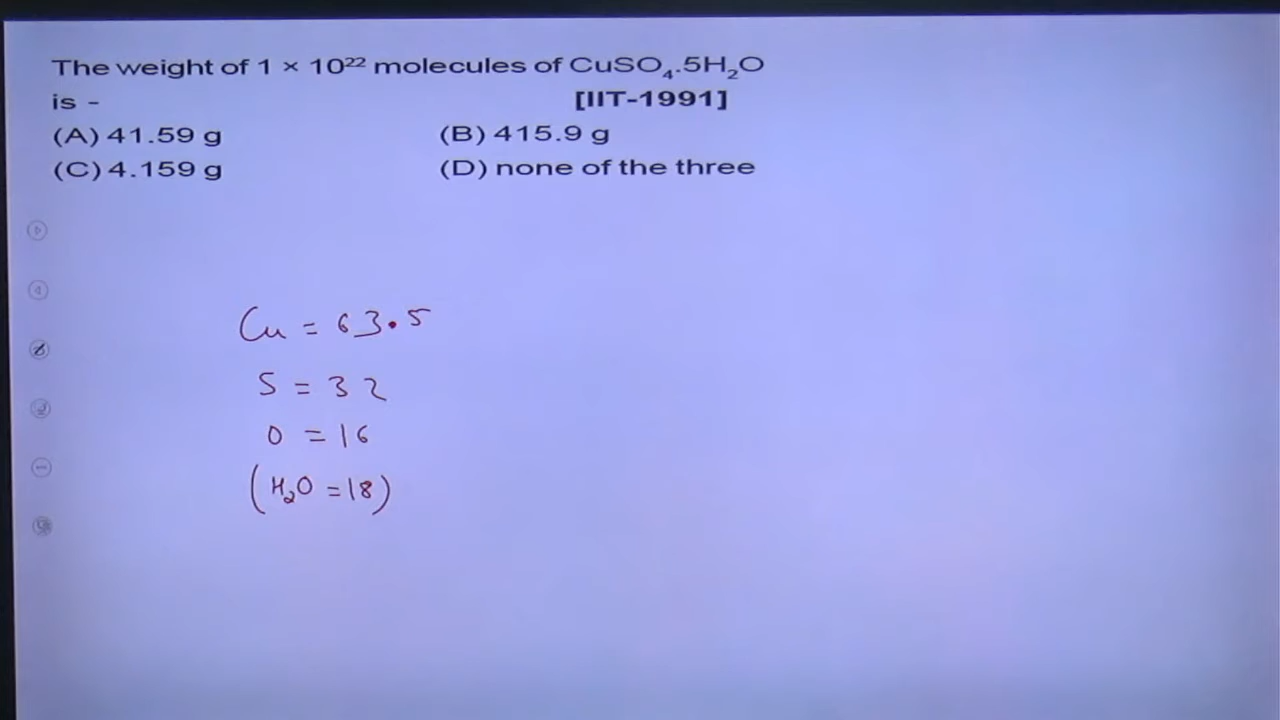 The weight of 1 × 10²² molecules of CuSO₄.5H₂O
is - [IIT-1991]
(A) 41.59 g (B) 415.9 g
(C) 4.159 g (D) none of the three
Cu = 63.5
S = 32
O = 16
(H₂O = 18)